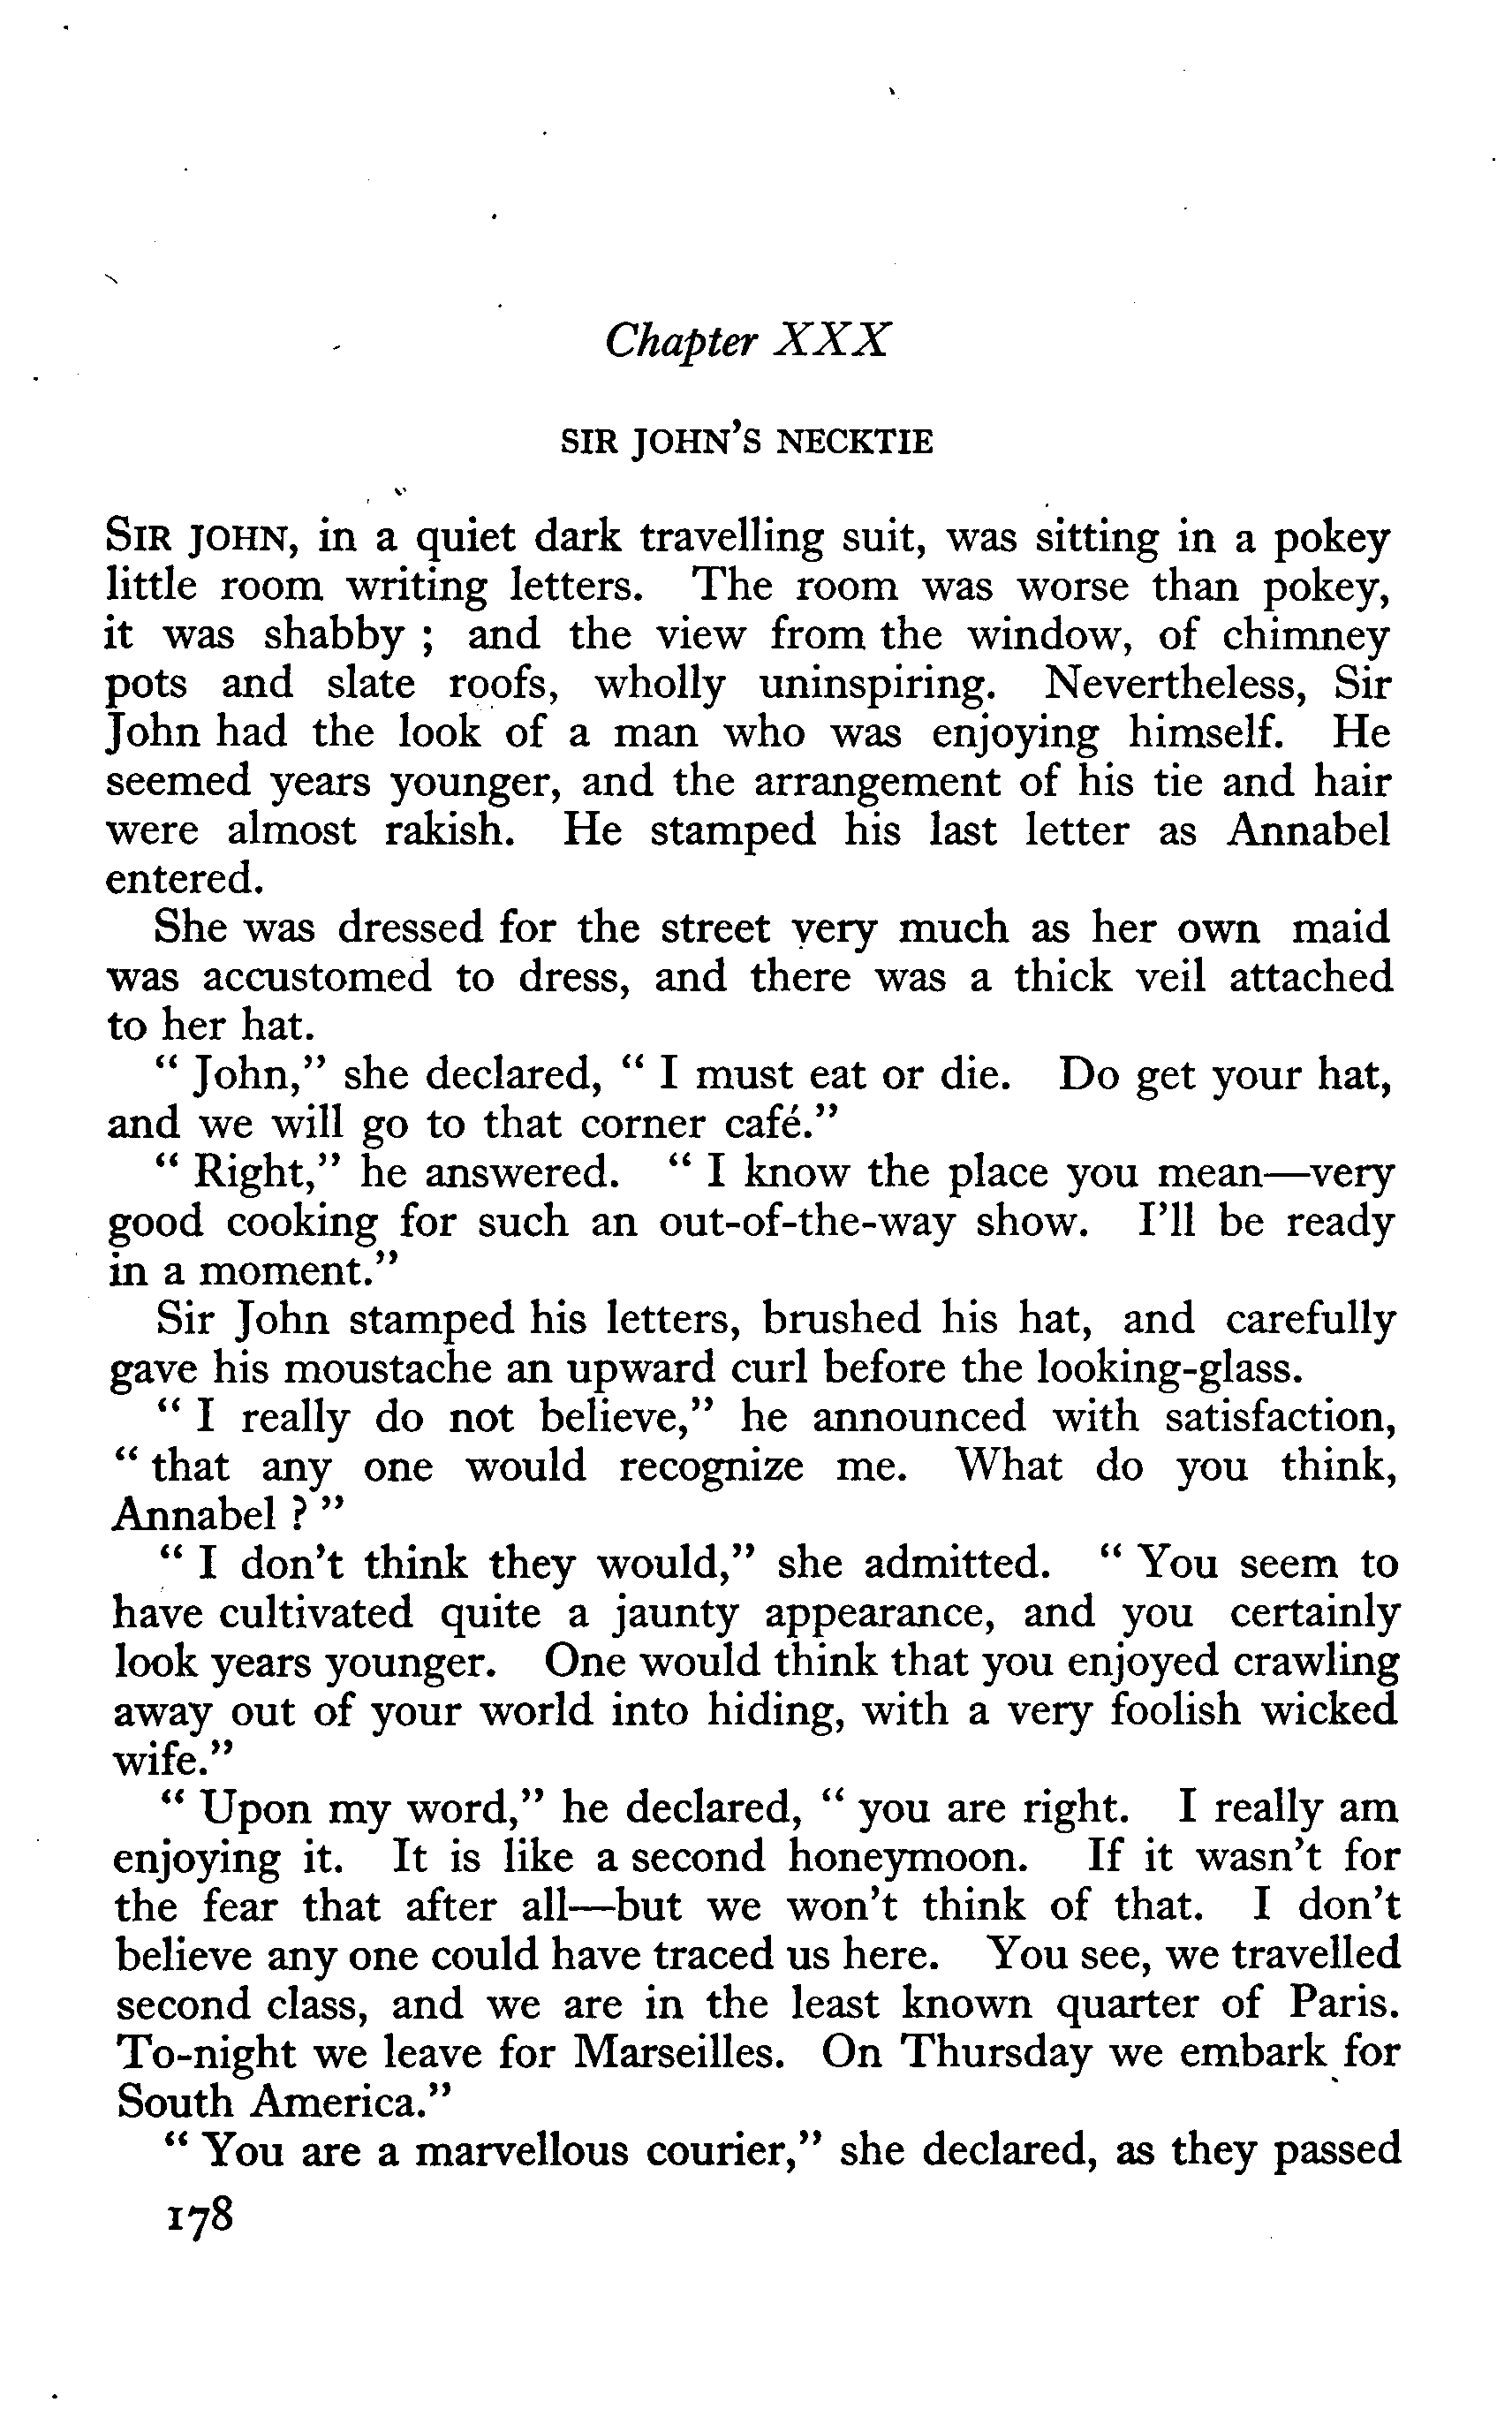 Chapter XXX
SIR JOHN'S NECKTIE
SIR JOHN, in a quiet dark travelling suit, was sitting in a pokey
little room writing letters. The room was worse than pokey,
it was shabby ; and the view from the window, of chimney
pots and slate roofs, wholly uninspiring. Nevertheless, Sir
John had the look of a man who was enjoying himself. He
seemed years younger, and the arrangement of his tie and hair
were almost rakish. He stamped his last letter as Annabel
entered.
She was dressed for the street very much as her own maid
was accustomed to dress, and there was a thick veil attached
to her hat.
" John," she declared, " I must eat or die. Do get your hat,
and we will go to that corner café."
" Right," he answered. " I know the place you mean—very
good cooking for such an out-of-the-way show. I'll be ready
in a moment."
Sir John stamped his letters, brushed his hat, and carefully
gave his moustache an upward curl before the looking-glass.
" I really do not believe," he announced with satisfaction,
" that any one would recognize me. What do you think,
Annabel ? "
" I don't think they would," she admitted. " You seem to
have cultivated quite a jaunty appearance, and you certainly
look years younger. One would think that you enjoyed crawling
away out of your world into hiding, with a very foolish wicked
wife."
" Upon my word," he declared, " you are right. I really am
enjoying it. It is like a second honeymoon. If it wasn't for
the fear that after all—but we won't think of that. I don't
believe any one could have traced us here. You see, we travelled
second class, and we are in the least known quarter of Paris.
To-night we leave for Marseilles. On Thursday we embark for
South America."
" You are a marvellous courier," she declared, as they passed
178